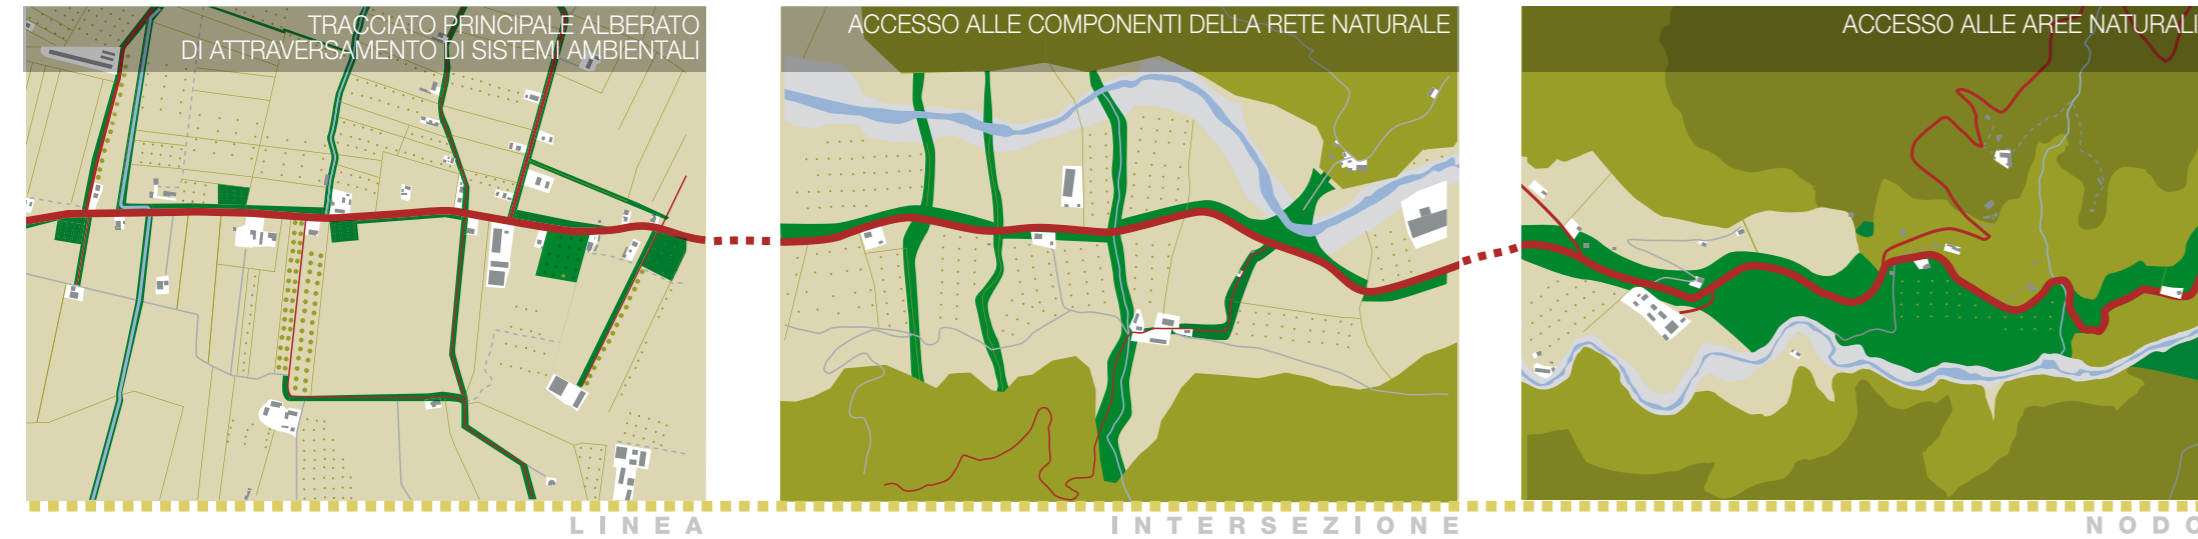 TRACCIATO PRINCIPALE ALBERATO
DI ATTRAVERSAMENTO DI SISTEMI AMBIENTALI
ACCESSO ALLE COMPONENTI DELLA RETE NATURALE
ACCESSO ALLE AREE NATURALI
LINEA
INTERSEZIONE
NODO